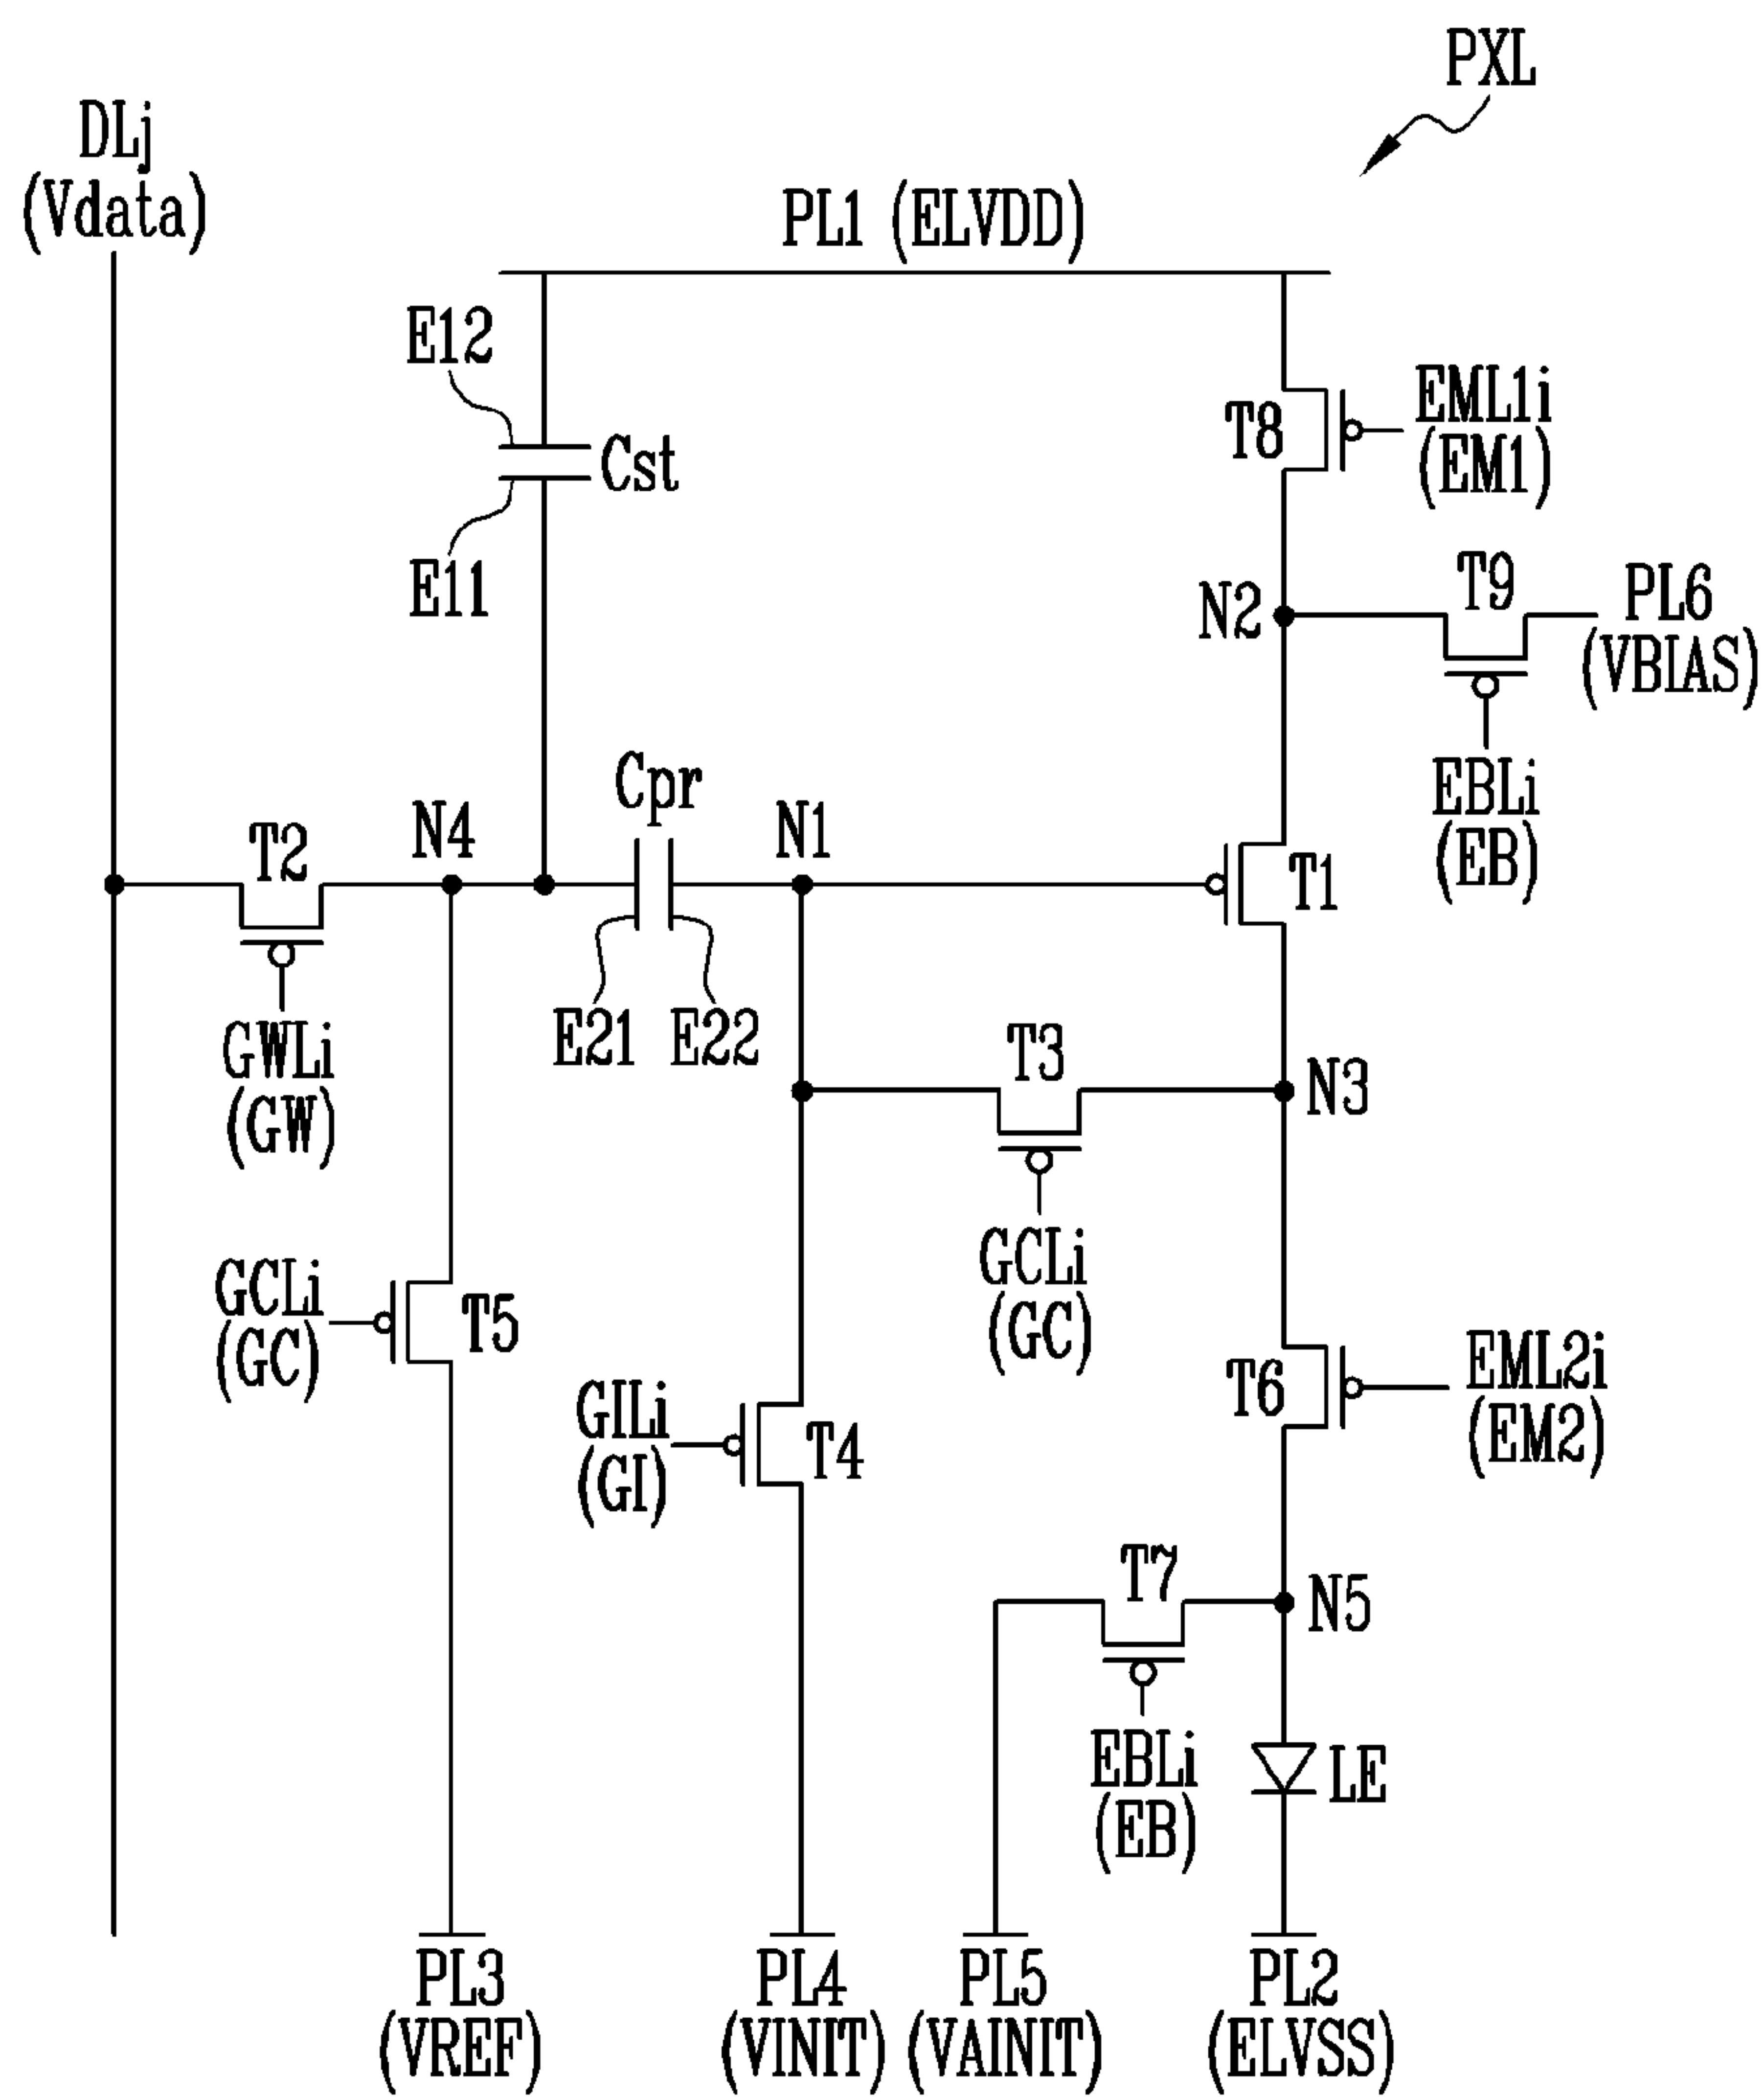 PXL
DLj
(Vdata)
PL1 (ELVDD)
E12
Cst
E11
T8
EML1i
(EM1)
N2
T9
PL6
(VBIAS)
EBLi
(EB)
T2
N4
Cpr
N1
T1
GWLi
(GW)
E21
E22
T3
N3
GCLi
(GC)
GCLi
(GC)
T5
GILi
(GI)
T4
T6
EML2i
(EM2)
T7
N5
EBLi
(EB)
LE
PL3
(VREF)
PL4
(VINIT)
PL5
(VAINIT)
PL2
(ELVSS)